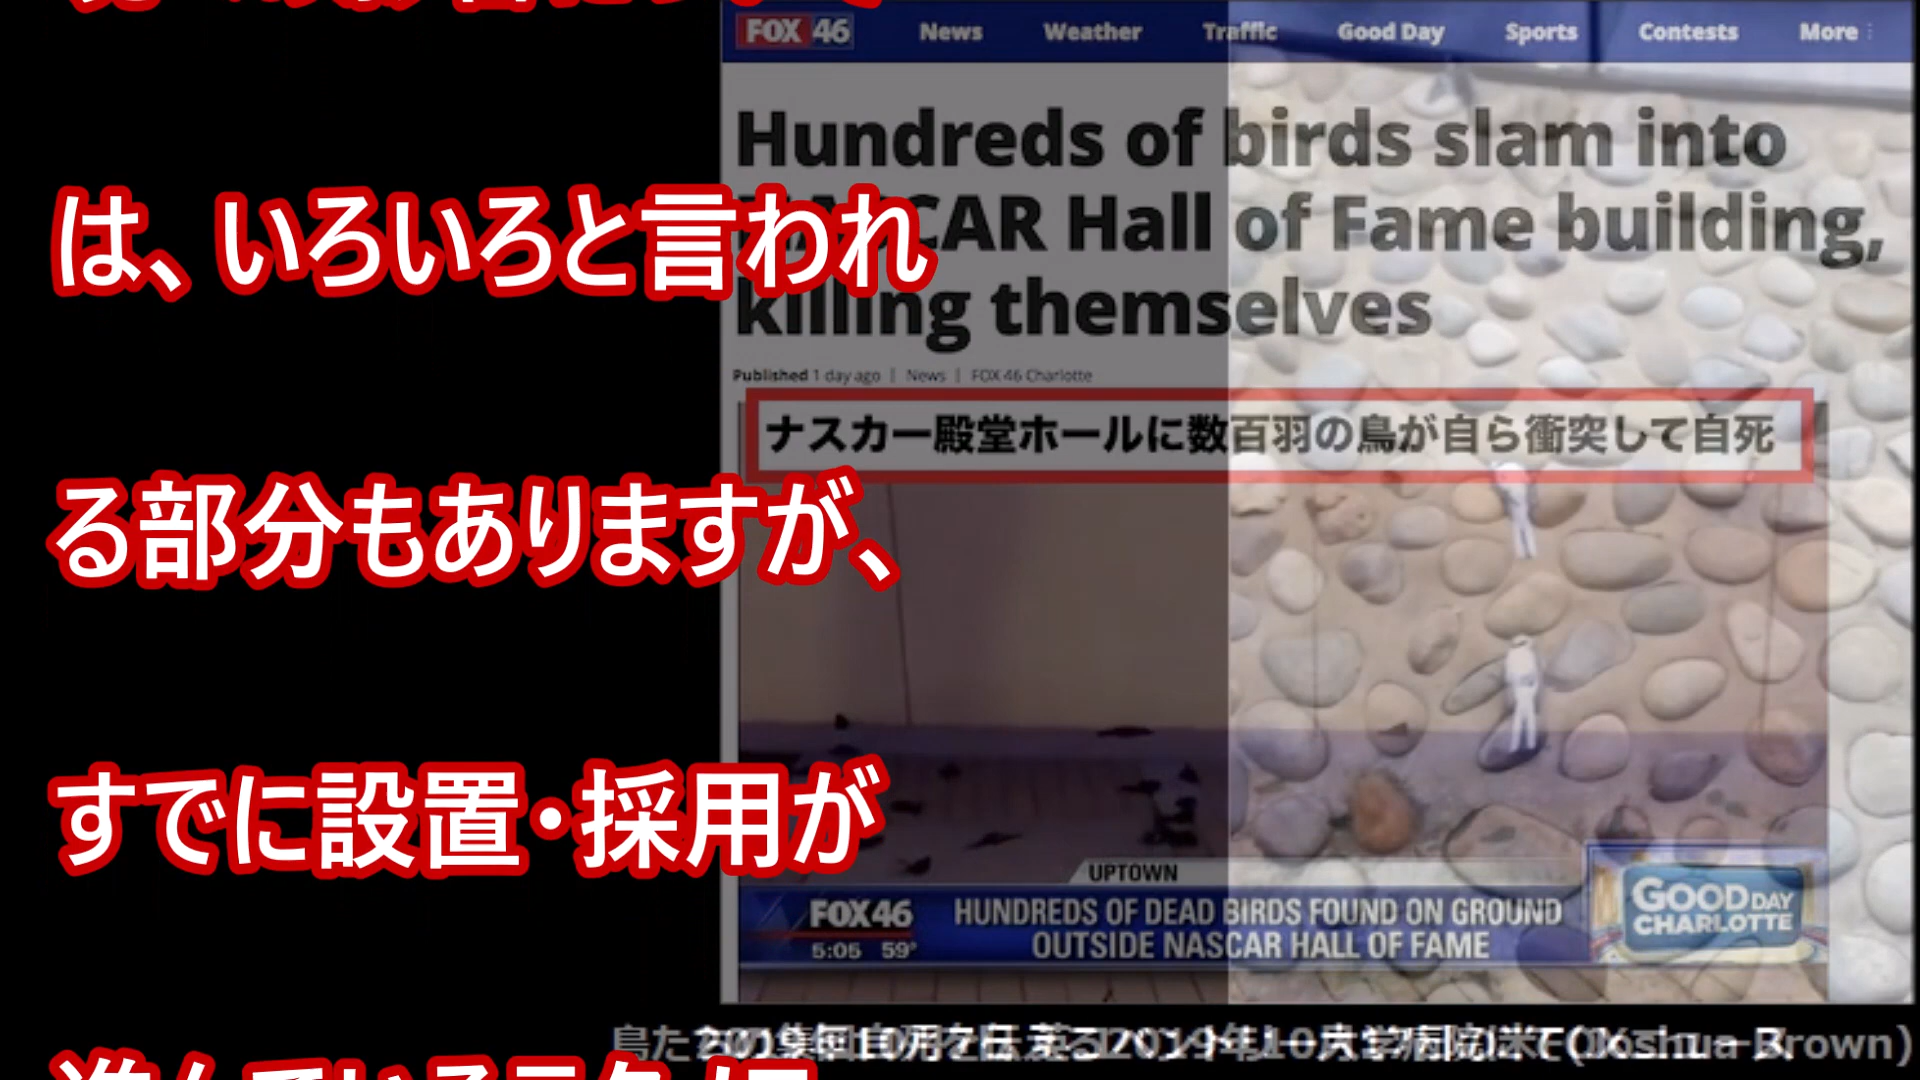 は、いろいろと言われ
る部分もありますが、
すでに設置・採用が
FOX 46 News Weather Traffic Good Day Sports Contests More
Hundreds of birds slam into
NASCAR Hall of Fame building,
killing themselves
Published 1 day ago | News | FOX 46 Charlotte
ナスカー殿堂ホールに数百羽の鳥が自ら衝突して自死
UPTOWN
FOX 46
5:05 59°
HUNDREDS OF DEAD BIRDS FOUND ON GROUND
OUTSIDE NASCAR HALL OF FAME
GOOD DAY
CHARLOTTE